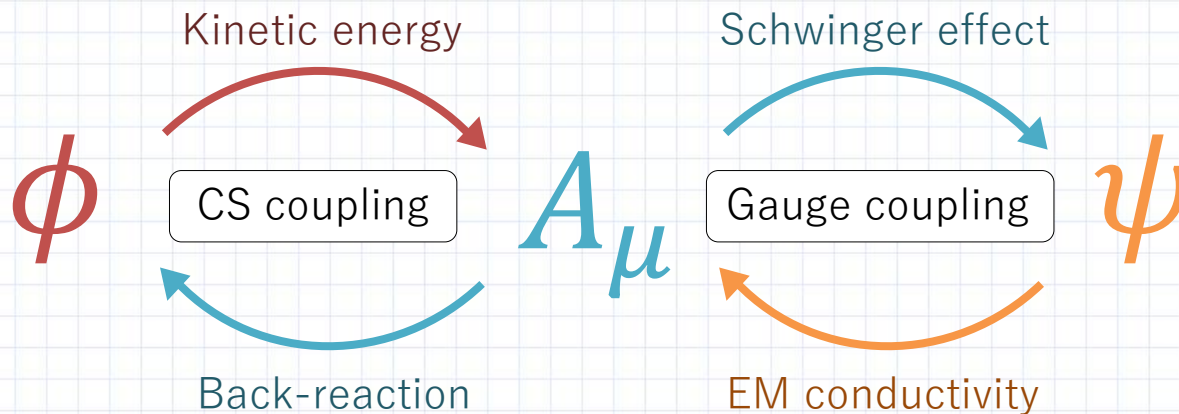 Kinetic energy
Schwinger effect
ϕ
CS coupling
A_μ
Gauge coupling
ψ
Back-reaction
EM conductivity